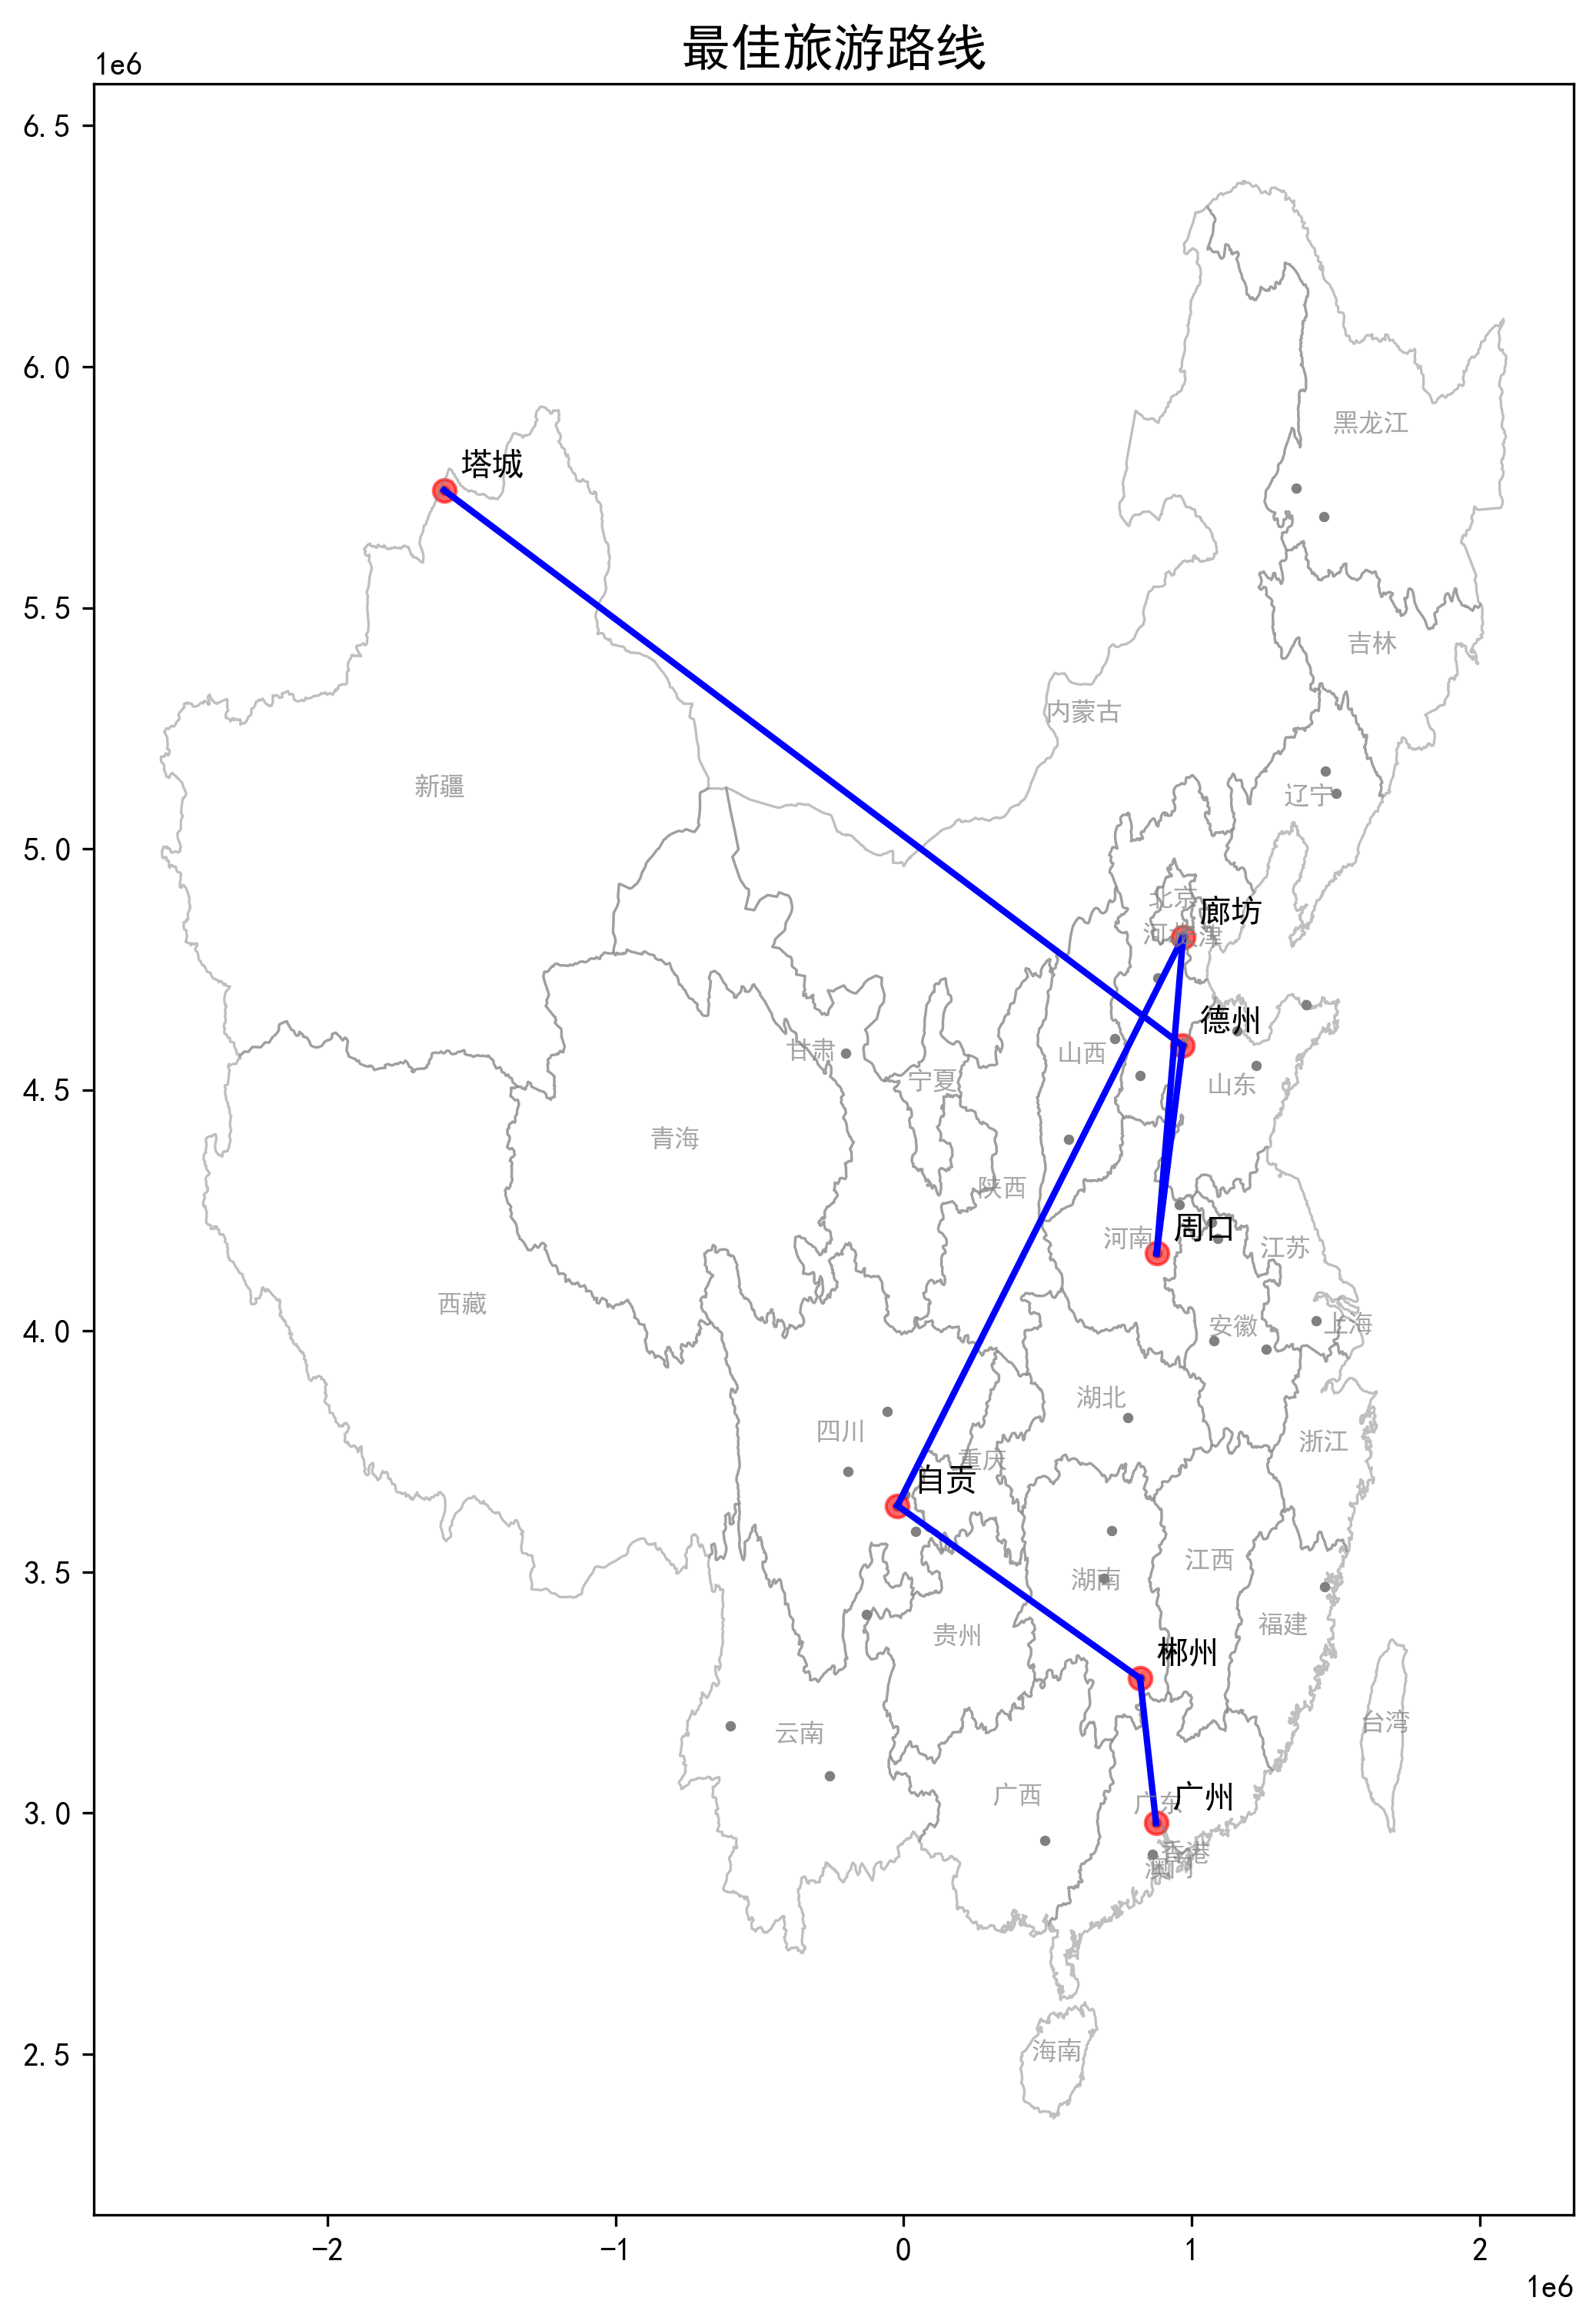 最佳旅游路线
1e6
6.5
6.0
5.5
5.0
4.5
4.0
3.5
3.0
2.5
黑龙江
塔城
吉林
内蒙古
新疆
辽宁
北京
廊坊
河北
天津
德州
甘肃
山西
宁夏
山东
青海
陕西
周口
河南
江苏
西藏
安徽
上海
湖北
四川
浙江
重庆
自贡
江西
湖南
福建
贵州
郴州
台湾
云南
广西
广州
广东
香港
澳门
海南
−2
−1
0
1
2
1e6